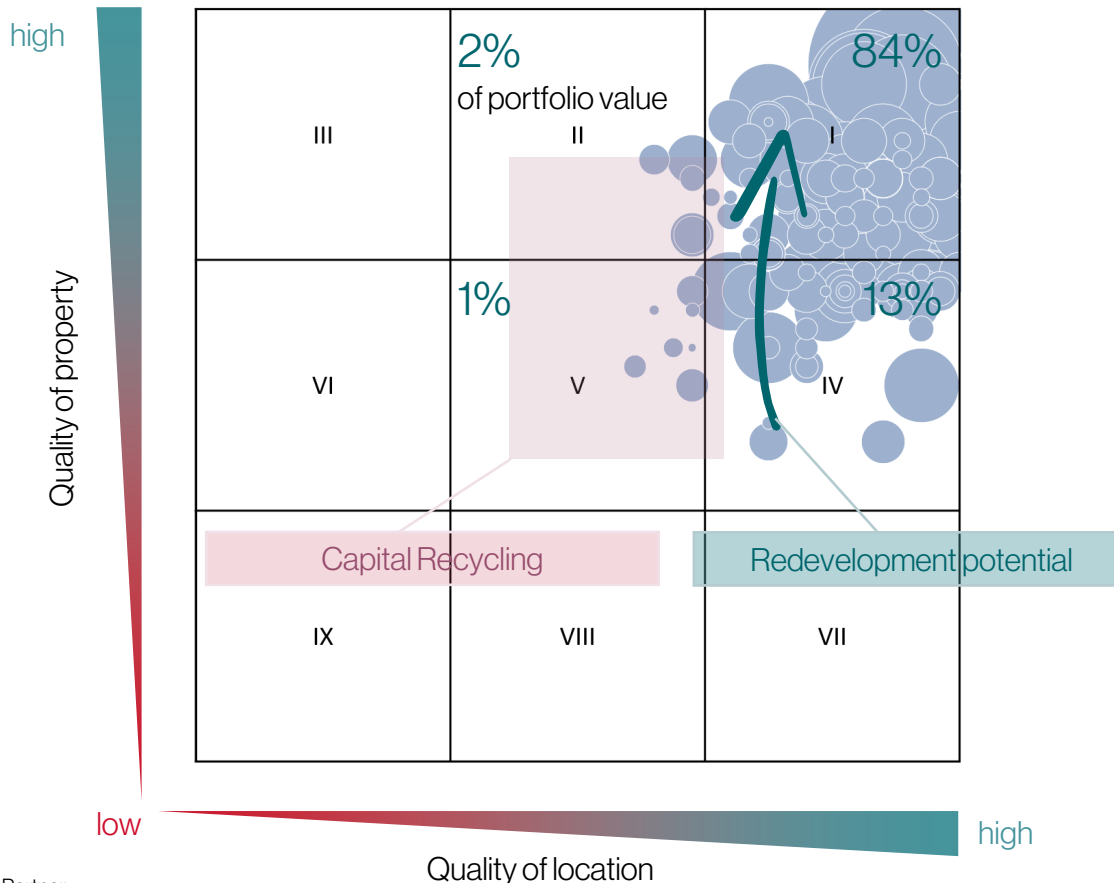 high
2%
84%
of portfolio value
III
II
I
Quality of property
1%
13%
VI
V
IV
Capital Recycling
Redevelopment potential
IX
VIII
VII
low
high
Quality of location